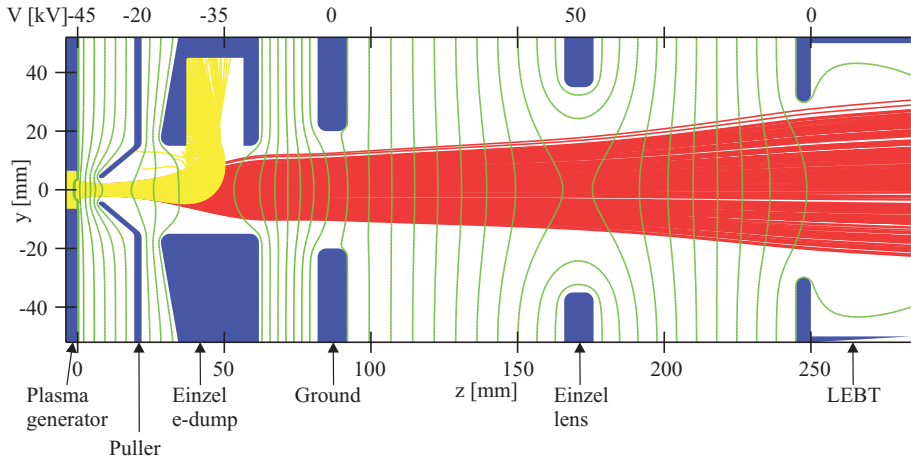 V [kV] -45 -20 -35 0 50 0
40
20
0
-20
-40
y [mm]
0 50 100 150 200 250
z [mm]
Plasma generator
Puller
Einzel e-dump
Ground
Einzel lens
LEBT